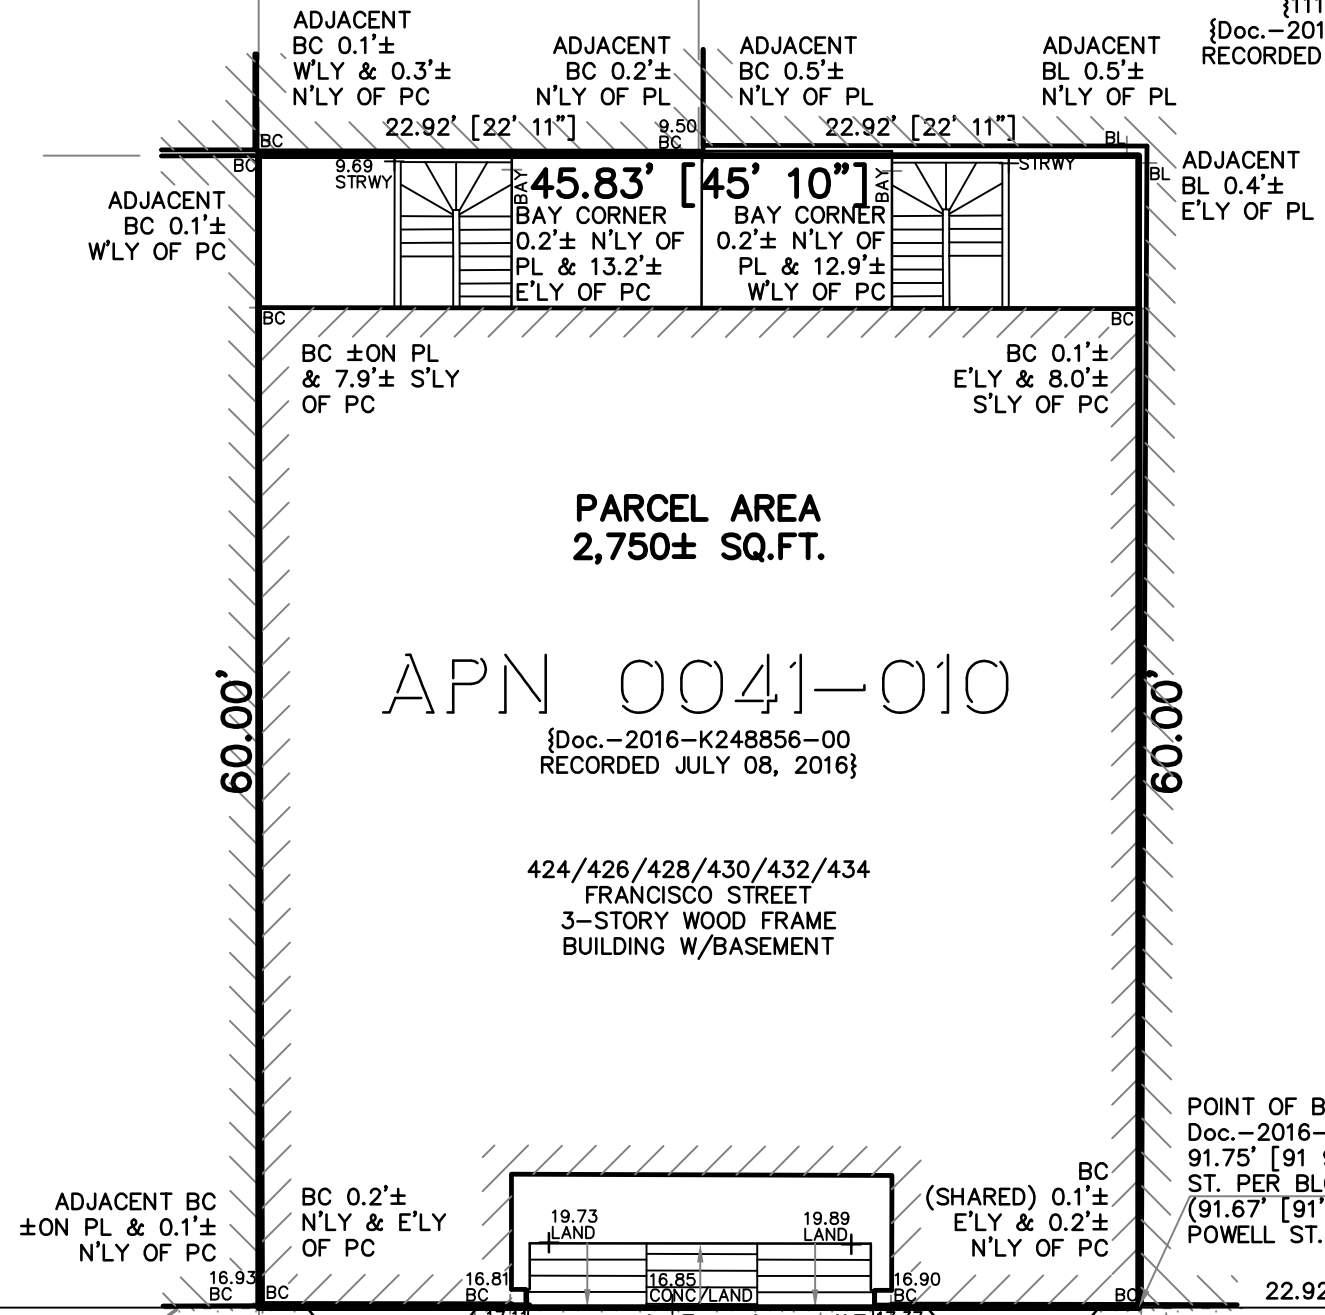 ADJACENT
BC 0.1'±
W'LY & 0.3'±
N'LY OF PC
ADJACENT
BC 0.2'±
N'LY OF PL
ADJACENT
BC 0.5'±
N'LY OF PL
ADJACENT
BL 0.5'±
N'LY OF PL
{111
{Doc.-201
RECORDED
22.92' [22' 11"]
9.50
BC
22.92' [22' 11"]
BC
BL
BC
9.69
STRWY
STRWY
BL
ADJACENT
BL 0.4'±
E'LY OF PL
ADJACENT
BC 0.1'±
W'LY OF PC
BAY
45.83' [45' 10"]
BAY
BAY CORNER
0.2'± N'LY OF
PL & 13.2'±
E'LY OF PC
BAY CORNER
0.2'± N'LY OF
PL & 12.9'±
W'LY OF PC
BC
BC
BC ±ON PL
& 7.9'± S'LY
OF PC
BC 0.1'±
E'LY & 8.0'±
S'LY OF PC
PARCEL AREA
2,750± SQ.FT.
60.00'
APN 0041-010
60.00'
{Doc.-2016-K248856-00
RECORDED JULY 08, 2016}
424/426/428/430/432/434
FRANCISCO STREET
3-STORY WOOD FRAME
BUILDING W/BASEMENT
POINT OF B
Doc.-2016-
91.75' [91 9
ST. PER BL
(91.67' [91'
POWELL ST.
ADJACENT BC
±ON PL & 0.1'±
N'LY OF PC
BC 0.2'±
N'LY & E'LY
OF PC
BC
(SHARED) 0.1'±
E'LY & 0.2'±
N'LY OF PC
19.73
LAND
19.89
LAND
16.93
BC
BC
16.81
BC
16.85
CONC/LAND
16.90
BC
BC
22.92